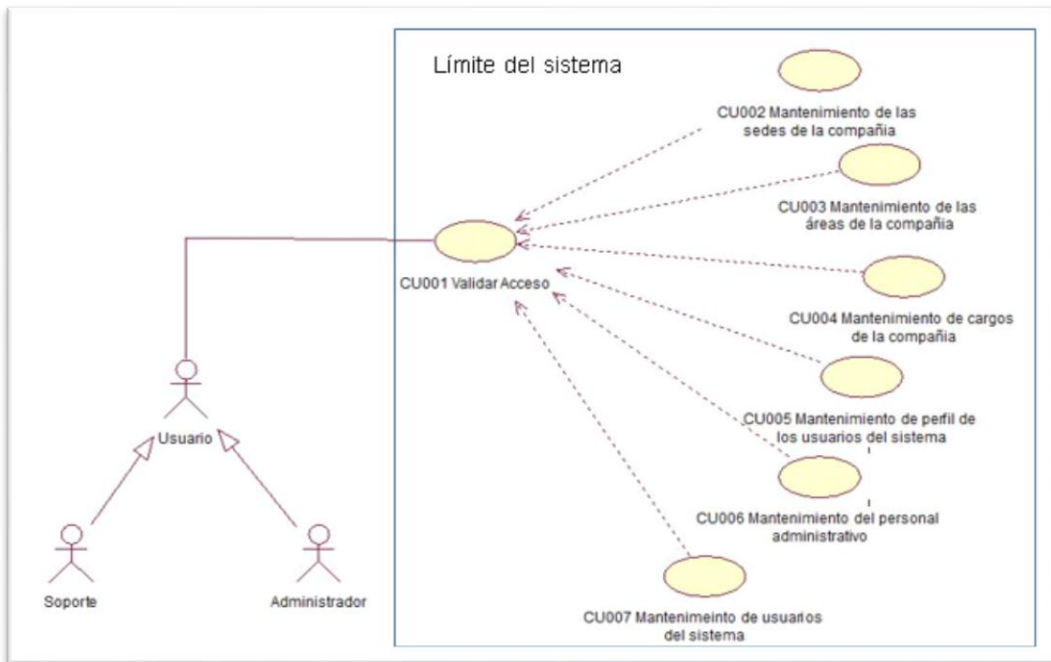 Límite del sistema
CU002 Mantenimiento de las
sedes de la compañia
CU003 Mantenimiento de las
áreas de la compañia
CU001 Validar Acceso
CU004 Mantenimiento de cargos
de la compañia
CU005 Mantenimiento de perfil de
los usuarios del sistema
Usuario
CU006 Mantenimiento del personal
administrativo
Soporte
Administrador
CU007 Mantenimeinto de usuarios
del sistema